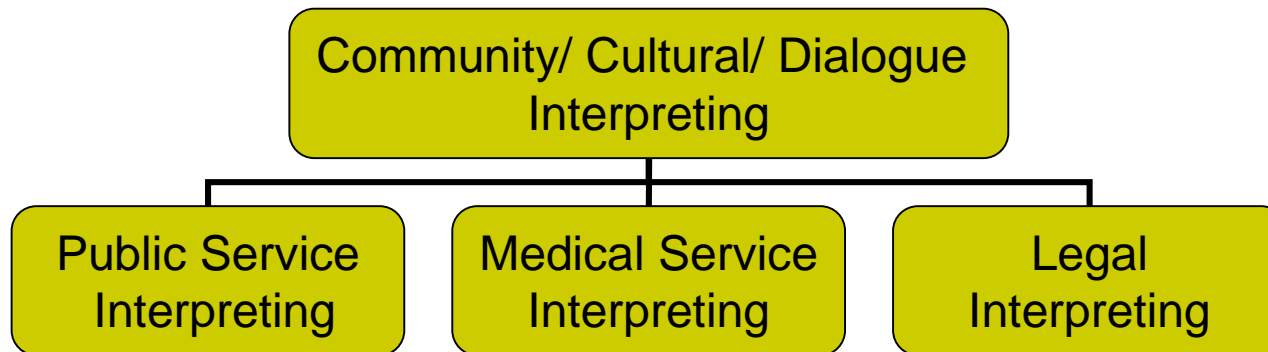 Community/ Cultural/ Dialogue
Interpreting
Public Service
Interpreting
Medical Service
Interpreting
Legal
Interpreting